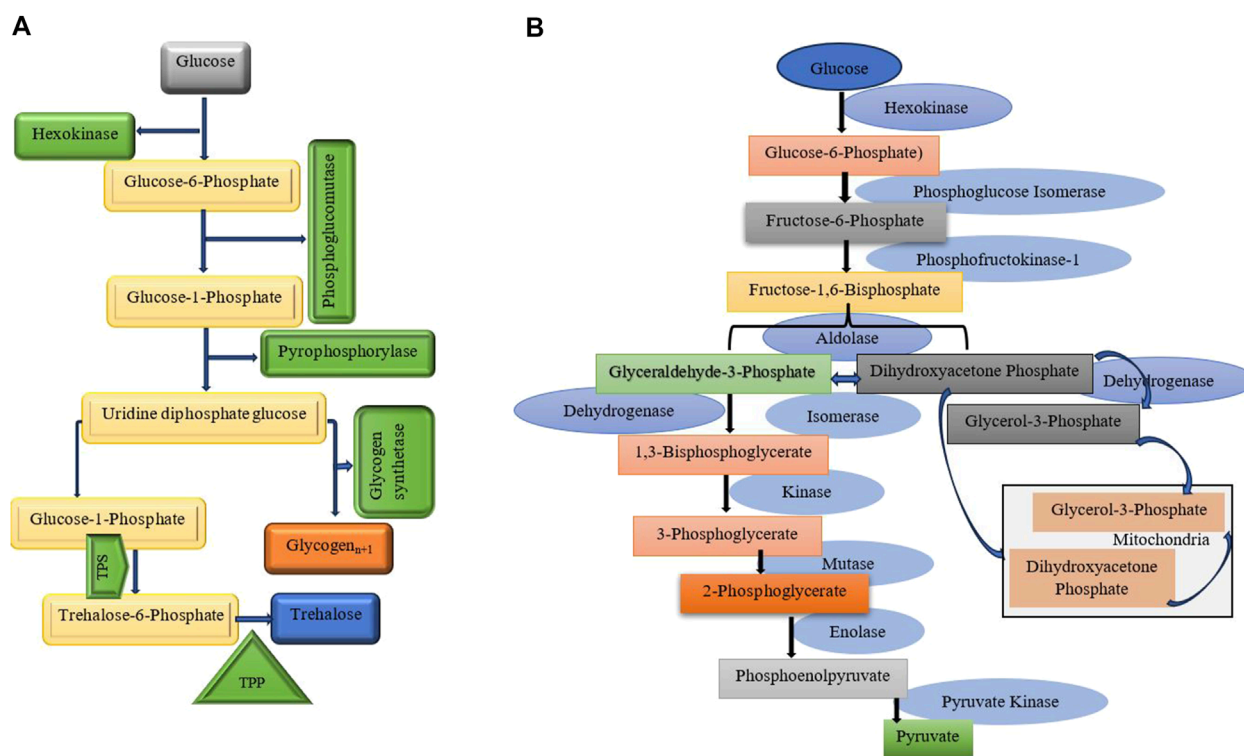 A
Glucose
Hexokinase
Glucose-6-Phosphate
Phosphoglucomutase
Glucose-1-Phosphate
Pyrophosphorylase
Uridine diphosphate glucose
Glycogen
synthetase
Glucose-1-Phosphate
TPS
Glycogenn+1
Trehalose-6-Phosphate
Trehalose
TPP
B
Glucose
Hexokinase
Glucose-6-Phosphate)
Phosphoglucose Isomerase
Fructose-6-Phosphate
Phosphofructokinase-1
Fructose-1,6-Bisphosphate
Aldolase
Glyceraldehyde-3-Phosphate
Dihydroxyacetone Phosphate
Dehydrogenase
Dehydrogenase
Isomerase
Glycerol-3-Phosphate
1,3-Bisphosphoglycerate
Kinase
Glycerol-3-Phosphate
3-Phosphoglycerate
Mitochondria
Mutase
Dihydroxyacetone
Phosphate
2-Phosphoglycerate
Enolase
Phosphoenolpyruvate
Pyruvate Kinase
Pyruvate